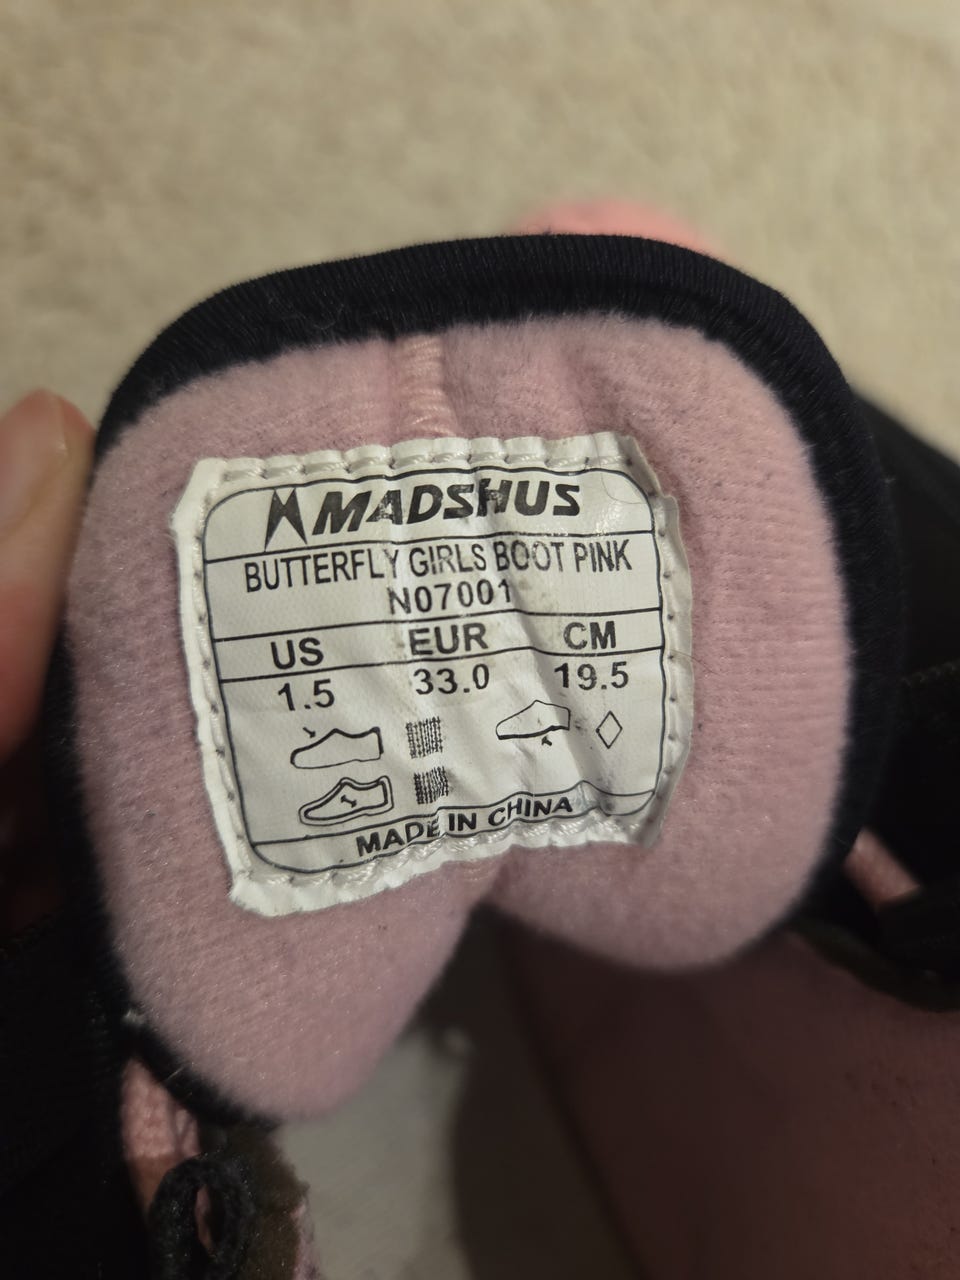 MADSHUS
BUTTERFLY GIRLS BOOT PINK
N07001
US EUR CM
1.5 33.0 19.5
MADE IN CHINA